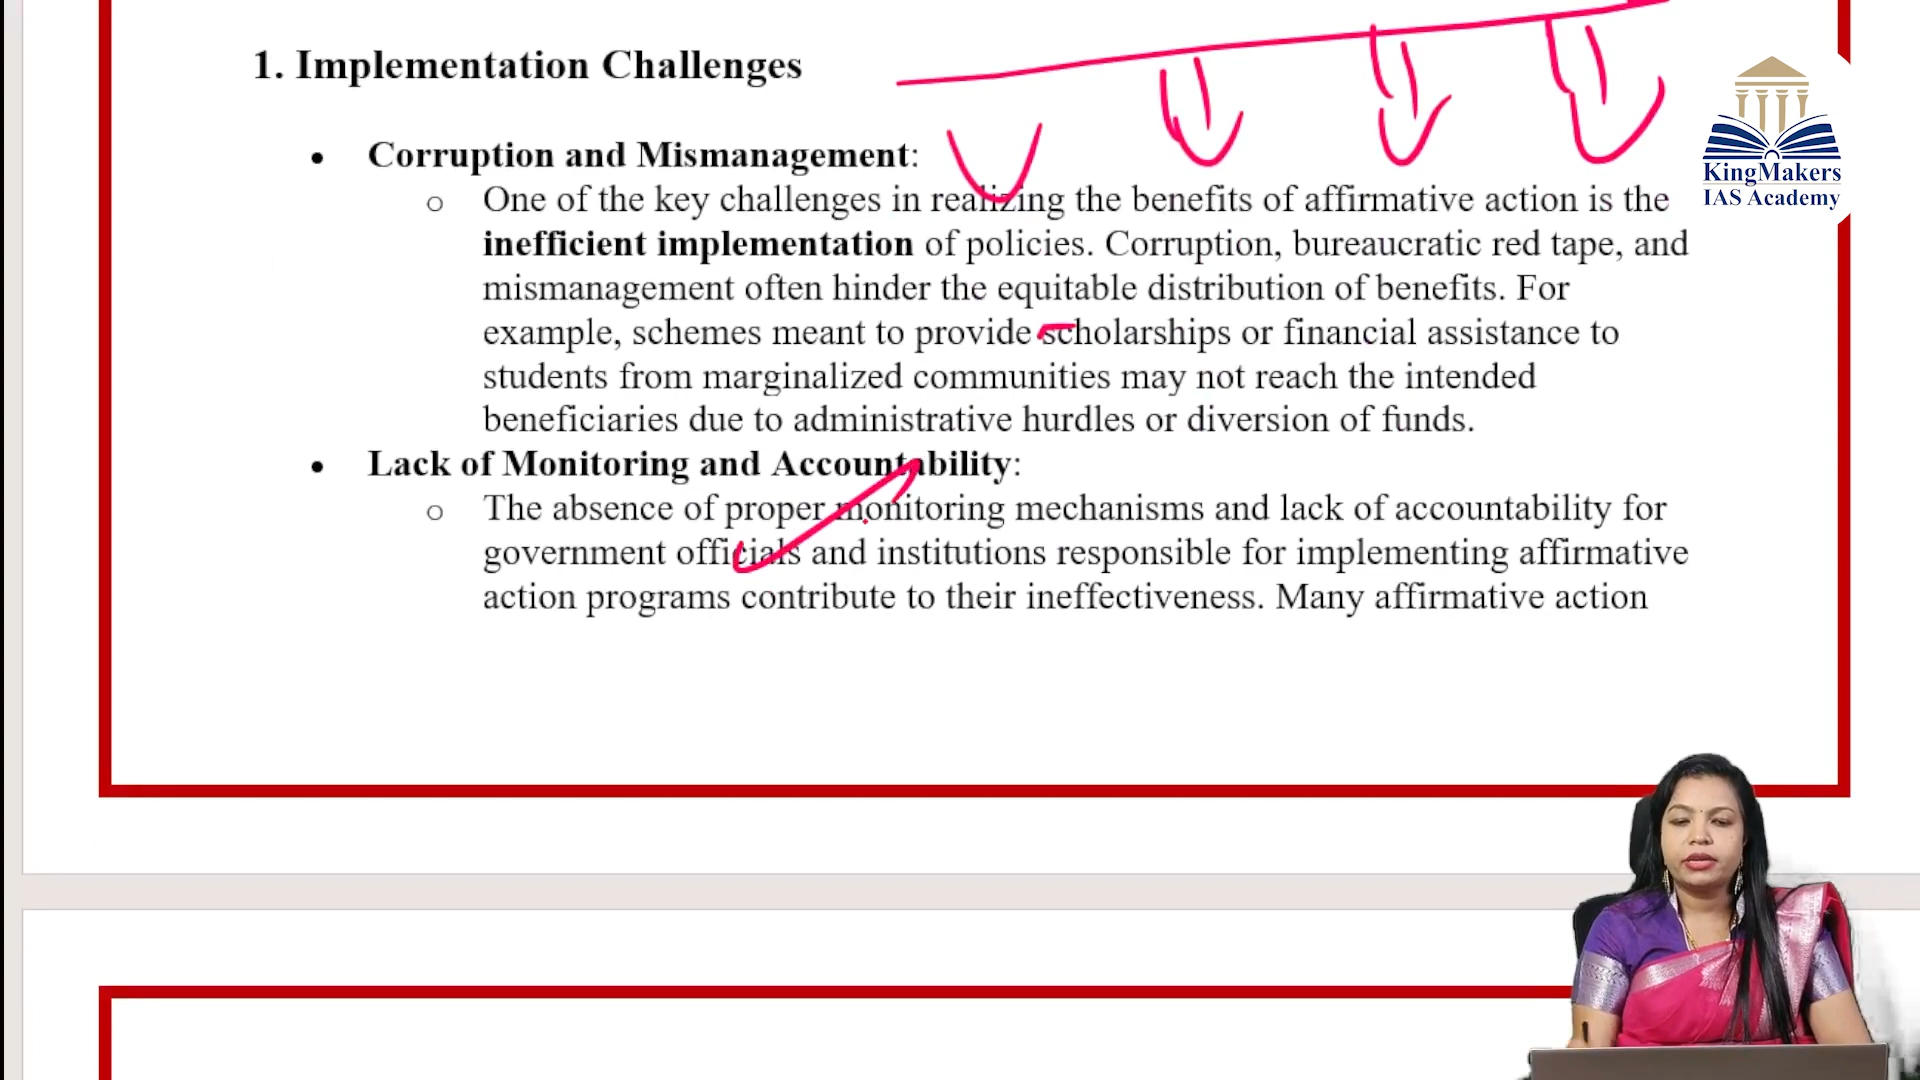 1. Implementation Challenges
• Corruption and Mismanagement:
o One of the key challenges in realizing the benefits of affirmative action is the
inefficient implementation of policies. Corruption, bureaucratic red tape, and
mismanagement often hinder the equitable distribution of benefits. For
example, schemes meant to provide scholarships or financial assistance to
students from marginalized communities may not reach the intended
beneficiaries due to administrative hurdles or diversion of funds.
• Lack of Monitoring and Accountability:
o The absence of proper monitoring mechanisms and lack of accountability for
government officials and institutions responsible for implementing affirmative
action programs contribute to their ineffectiveness. Many affirmative action
KingMakers
IAS Academy